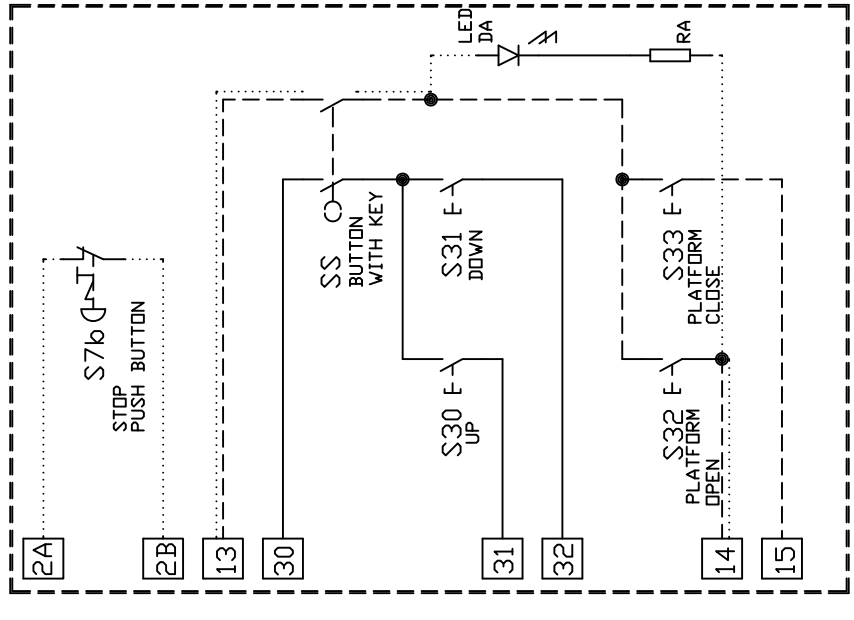 LED
DA
RA
SS
BUTTON
WITH KEY
S31
DOWN
S33
PLATFORM
CLOSE
S7b
STOP
PUSH BUTTON
S30
UP
S32
PLATFORM
OPEN
2A
2B
13
30
31
32
14
15